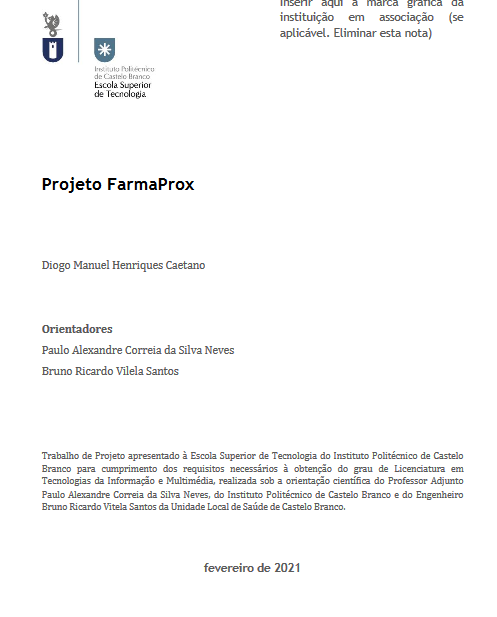 Inserir aqui a marca gráfica da
instituição em associação (se
aplicável. Eliminar esta nota)
Instituto Politécnico
de Castelo Branco
Escola Superior
de Tecnologia
Projeto FarmaProx
Diogo Manuel Henriques Caetano
Orientadores
Paulo Alexandre Correia da Silva Neves
Bruno Ricardo Vilela Santos
Trabalho de Projeto apresentado à Escola Superior de Tecnologia do Instituto Politécnico de Castelo
Branco para cumprimento dos requisitos necessários à obtenção do grau de Licenciatura em
Tecnologias da Informação e Multimédia, realizada sob a orientação científica do Professor Adjunto
Paulo Alexandre Correia da Silva Neves, do Instituto Politécnico de Castelo Branco e do Engenheiro
Bruno Ricardo Vitela Santos da Unidade Local de Saúde de Castelo Branco.
fevereiro de 2021